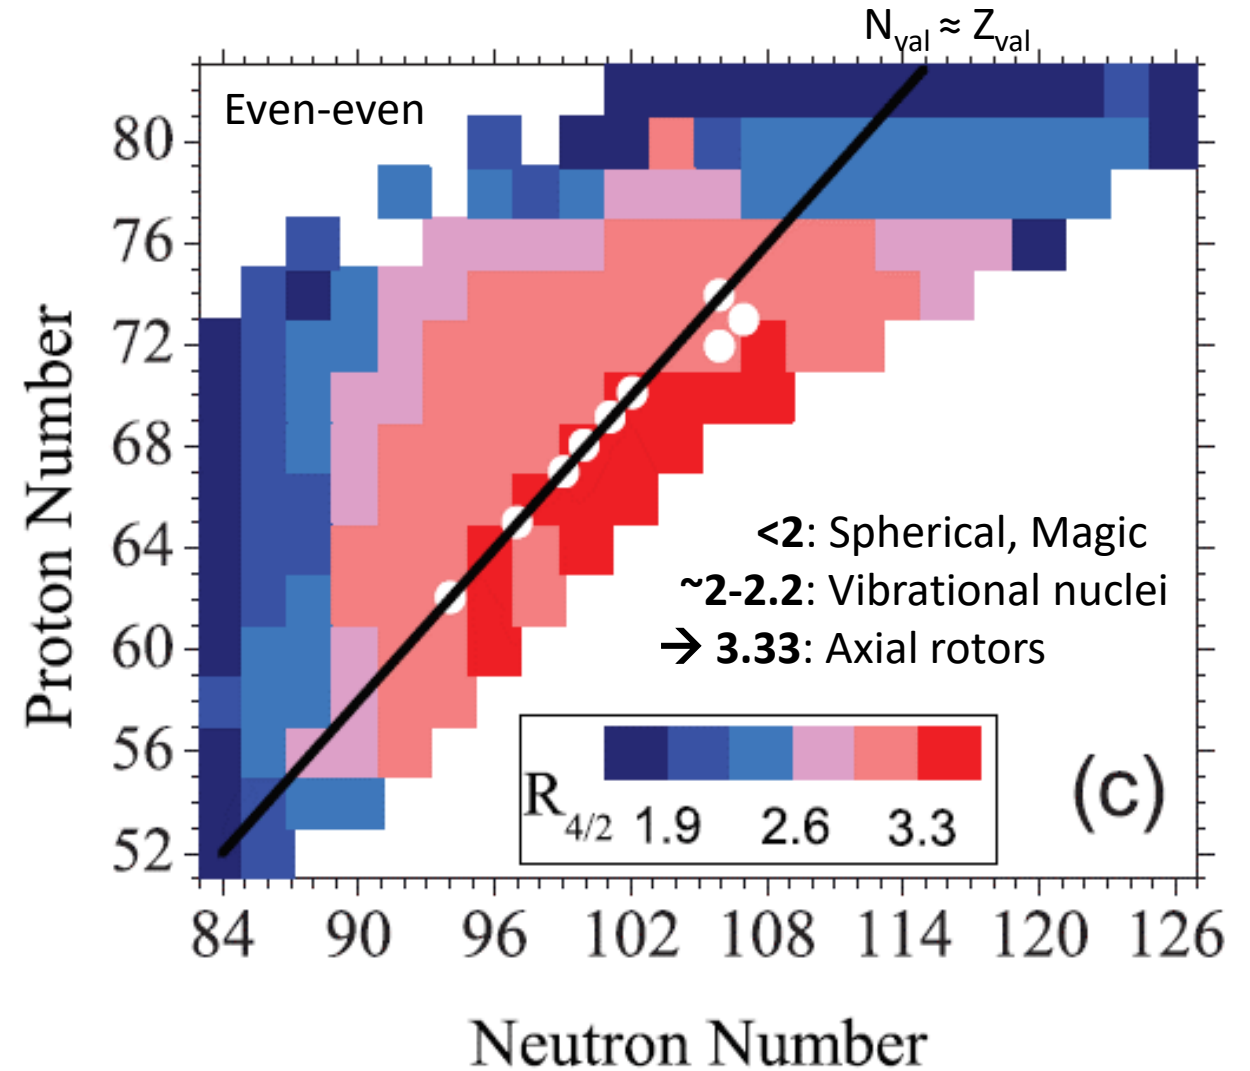 N_val ≈ Z_val
Even-even
80
76
72
68
64
60
56
52
Proton Number
<2: Spherical, Magic
~2-2.2: Vibrational nuclei
→ 3.33: Axial rotors
R_4/2 1.9 2.6 3.3
(c)
84 90 96 102 108 114 120 126
Neutron Number